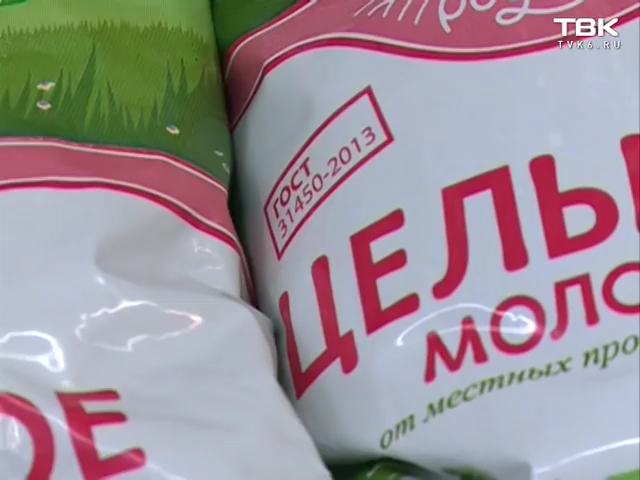 ТВК
TVK6.RU
ГОСТ
31450-2013
ЦЕЛЬ
МОЛО
от местных про
ОЕ